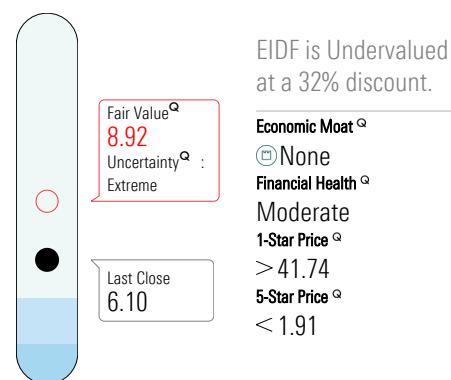 Fair Value Q
8.92
Uncertainty Q :
Extreme
Last Close
6.10
EIDF is Undervalued
at a 32% discount.
Economic Moat Q
None
Financial Health Q
Moderate
1-Star Price Q
>41.74
5-Star Price Q
<1.91